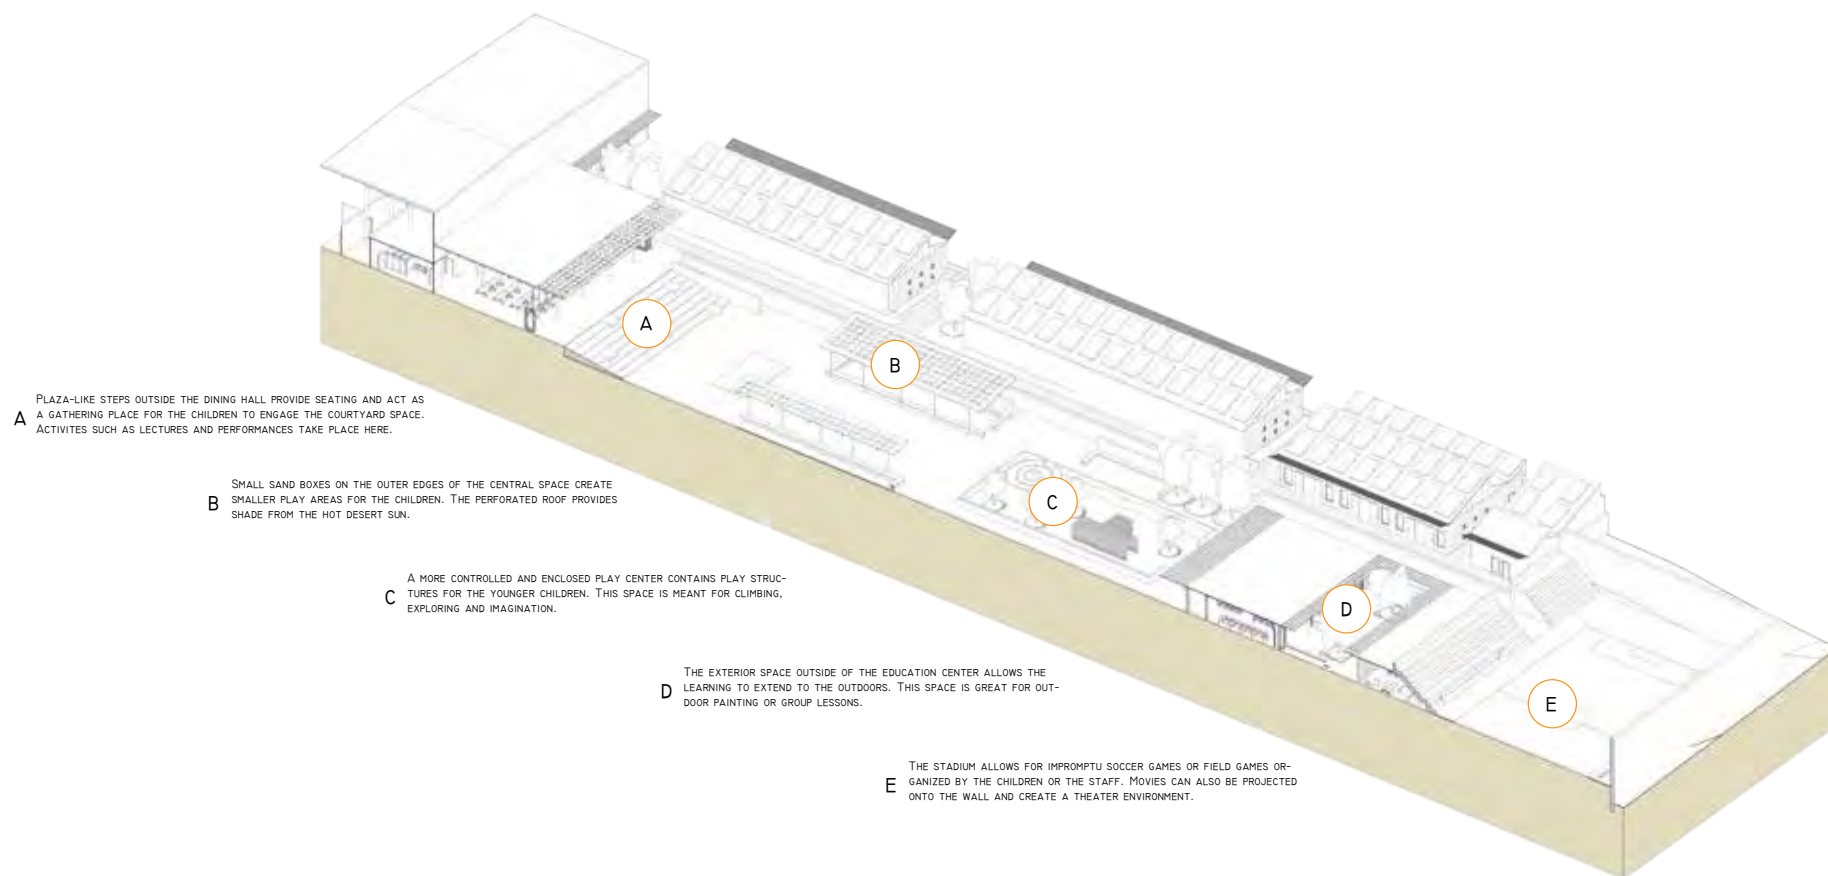 A
B
C
D
E
A
PLAZA-LIKE STEPS OUTSIDE THE DINING HALL PROVIDE SEATING AND ACT AS
A GATHERING PLACE FOR THE CHILDREN TO ENGAGE THE COURTYARD SPACE.
ACTIVITES SUCH AS LECTURES AND PERFORMANCES TAKE PLACE HERE.
B
SMALL SAND BOXES ON THE OUTER EDGES OF THE CENTRAL SPACE CREATE
SMALLER PLAY AREAS FOR THE CHILDREN. THE PERFORATED ROOF PROVIDES
SHADE FROM THE HOT DESERT SUN.
C
A MORE CONTROLLED AND ENCLOSED PLAY CENTER CONTAINS PLAY STRUC-
TURES FOR THE YOUNGER CHILDREN. THIS SPACE IS MEANT FOR CLIMBING,
EXPLORING AND IMAGINATION.
D
THE EXTERIOR SPACE OUTSIDE OF THE EDUCATION CENTER ALLOWS THE
LEARNING TO EXTEND TO THE OUTDOORS. THIS SPACE IS GREAT FOR OUT-
DOOR PAINTING OR GROUP LESSONS.
E
THE STADIUM ALLOWS FOR IMPROMPTU SOCCER GAMES OR FIELD GAMES OR-
GANIZED BY THE CHILDREN OR THE STAFF. MOVIES CAN ALSO BE PROJECTED
ONTO THE WALL AND CREATE A THEATER ENVIRONMENT.